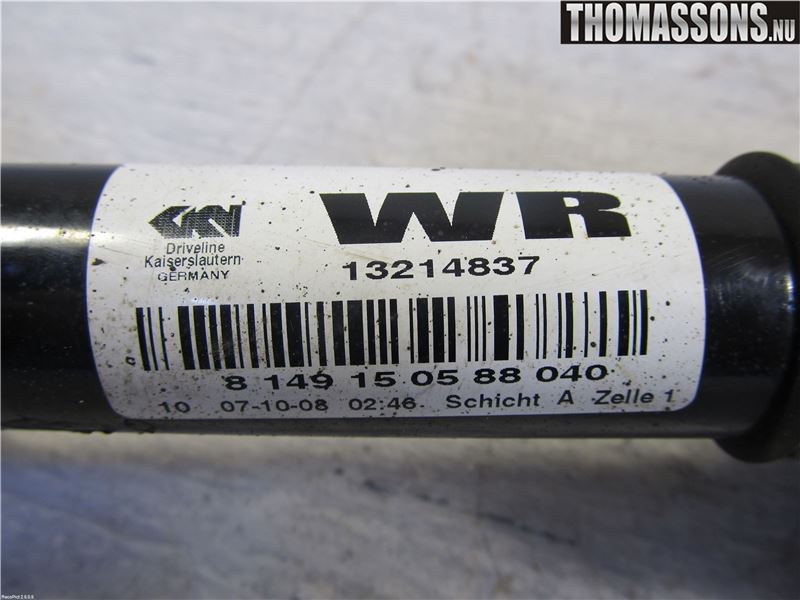 THOMASSONS.NU
GKN
Driveline
Kaiserslautern
GERMANY
WR
13214837
C
8 149 15 05 88 040
10 07-10-08 02:46 Schicht A Zelle 1